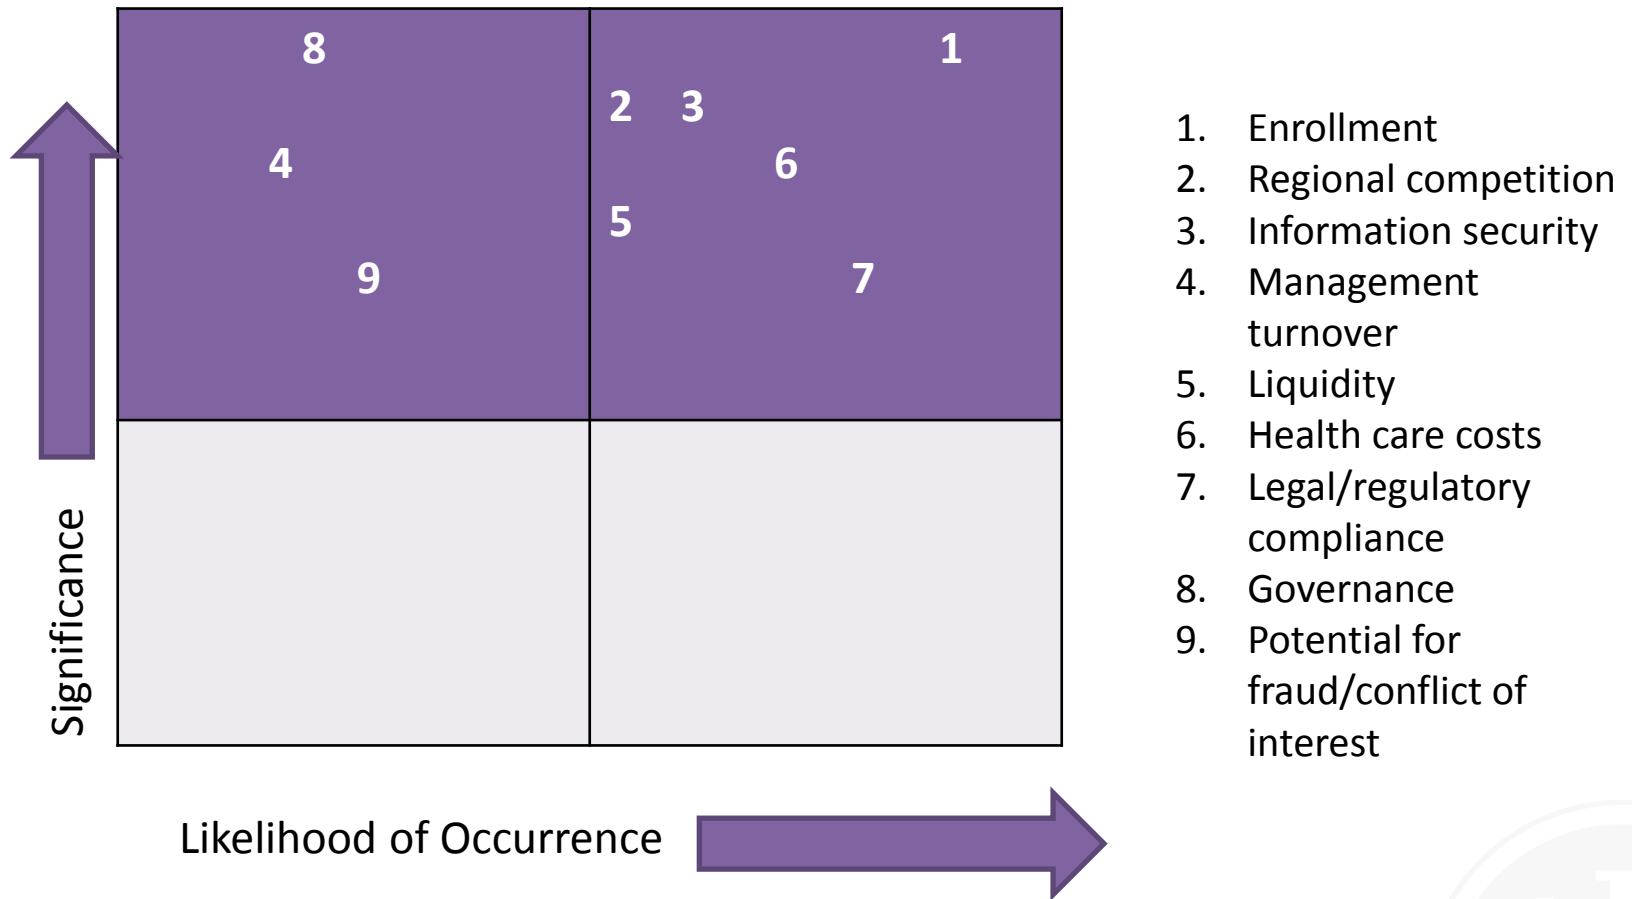 8 1
2 3
4 6
5
9 7
1. Enrollment
2. Regional competition
3. Information security
4. Management
turnover
5. Liquidity
6. Health care costs
7. Legal/regulatory
compliance
8. Governance
9. Potential for
fraud/conflict of
interest
Significance
Likelihood of Occurrence